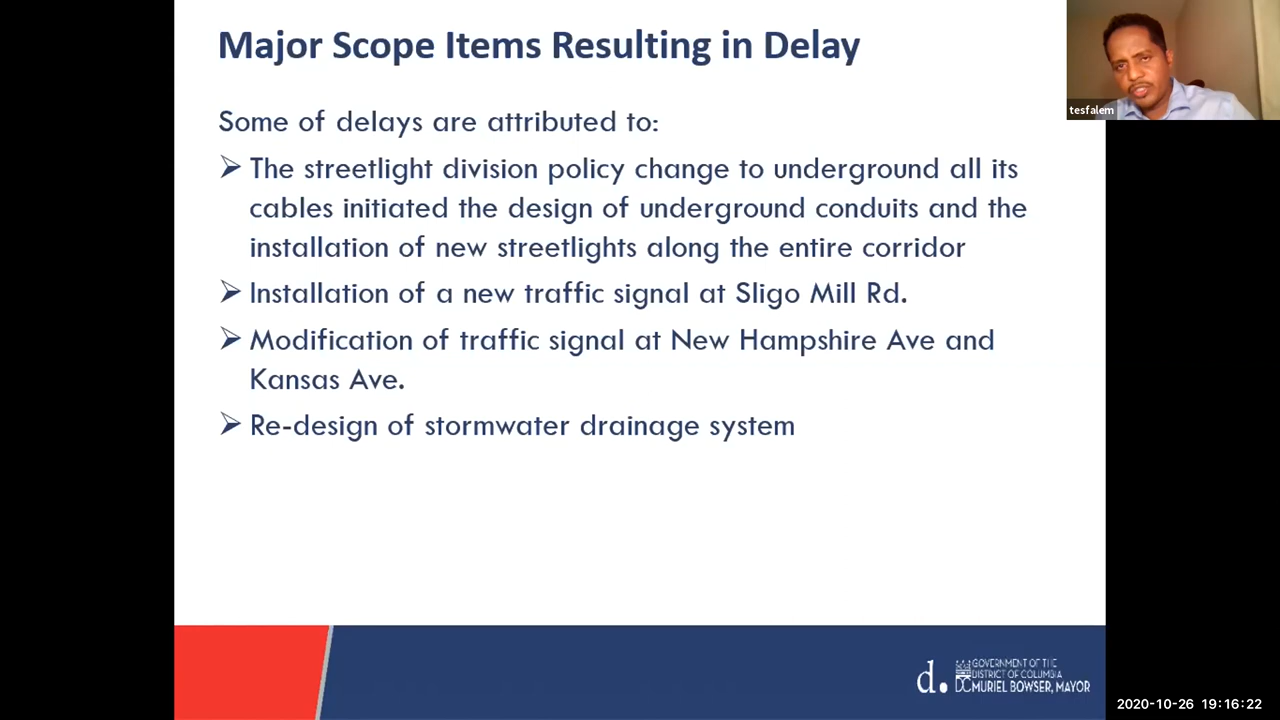 Major Scope Items Resulting in Delay
tesfalem
Some of delays are attributed to:
The streetlight division policy change to underground all its
cables initiated the design of underground conduits and the
installation of new streetlights along the entire corridor
Installation of a new traffic signal at Sligo Mill Rd.
Modification of traffic signal at New Hampshire Ave and
Kansas Ave.
Re-design of stormwater drainage system
d.
GOVERNMENT OF THE
DISTRICT OF COLUMBIA
DC MURIEL BOWSER, MAYOR
2020-10-26 19:16:22